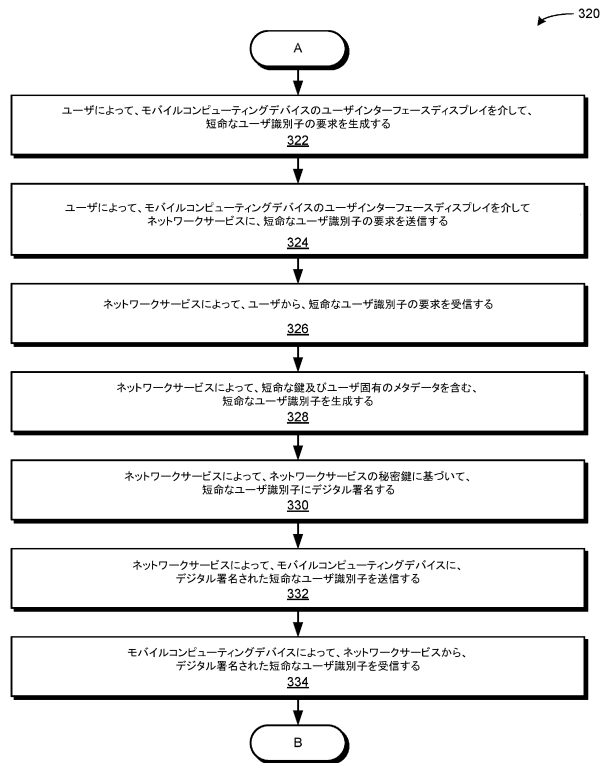 320
A
ユーザによって、モバイルコンピューティングデバイスのユーザインターフェースディスプレイを介して、
短命なユーザ識別子の要求を生成する
322
ユーザによって、モバイルコンピューティングデバイスのユーザインターフェースディスプレイを介して
ネットワークサービスに、短命なユーザ識別子の要求を送信する
324
ネットワークサービスによって、ユーザから、短命なユーザ識別子の要求を受信する
326
ネットワークサービスによって、短命な鍵及びユーザ固有のメタデータを含む、
短命なユーザ識別子を生成する
328
ネットワークサービスによって、ネットワークサービスの秘密鍵に基づいて、
短命なユーザ識別子にデジタル署名する
330
ネットワークサービスによって、モバイルコンピューティングデバイスに、
デジタル署名された短命なユーザ識別子を送信する
332
モバイルコンピューティングデバイスによって、ネットワークサービスから、
デジタル署名された短命なユーザ識別子を受信する
334
B